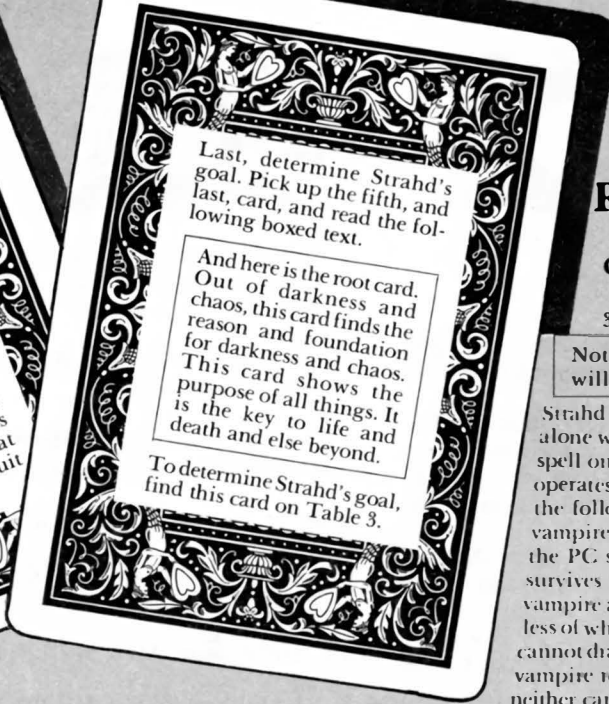 Last, determine Strahd's
goal. Pick up the fifth, and
last, card, and read the fol-
lowing boxed text.
And here is the root card.
Out of darkness and
chaos, this card finds the
reason and foundation
for darkness and chaos.
This card shows the
purpose of all things. It
is the key to life and
death and else beyond.
To determine Strahd's goal,
find this card on Table 3.
Not
will
Strahd
alone w
spell on
operates
the follo
vampire
the PC s
survives
vampire a
less of wh
cannot dra
vampire r
neither can